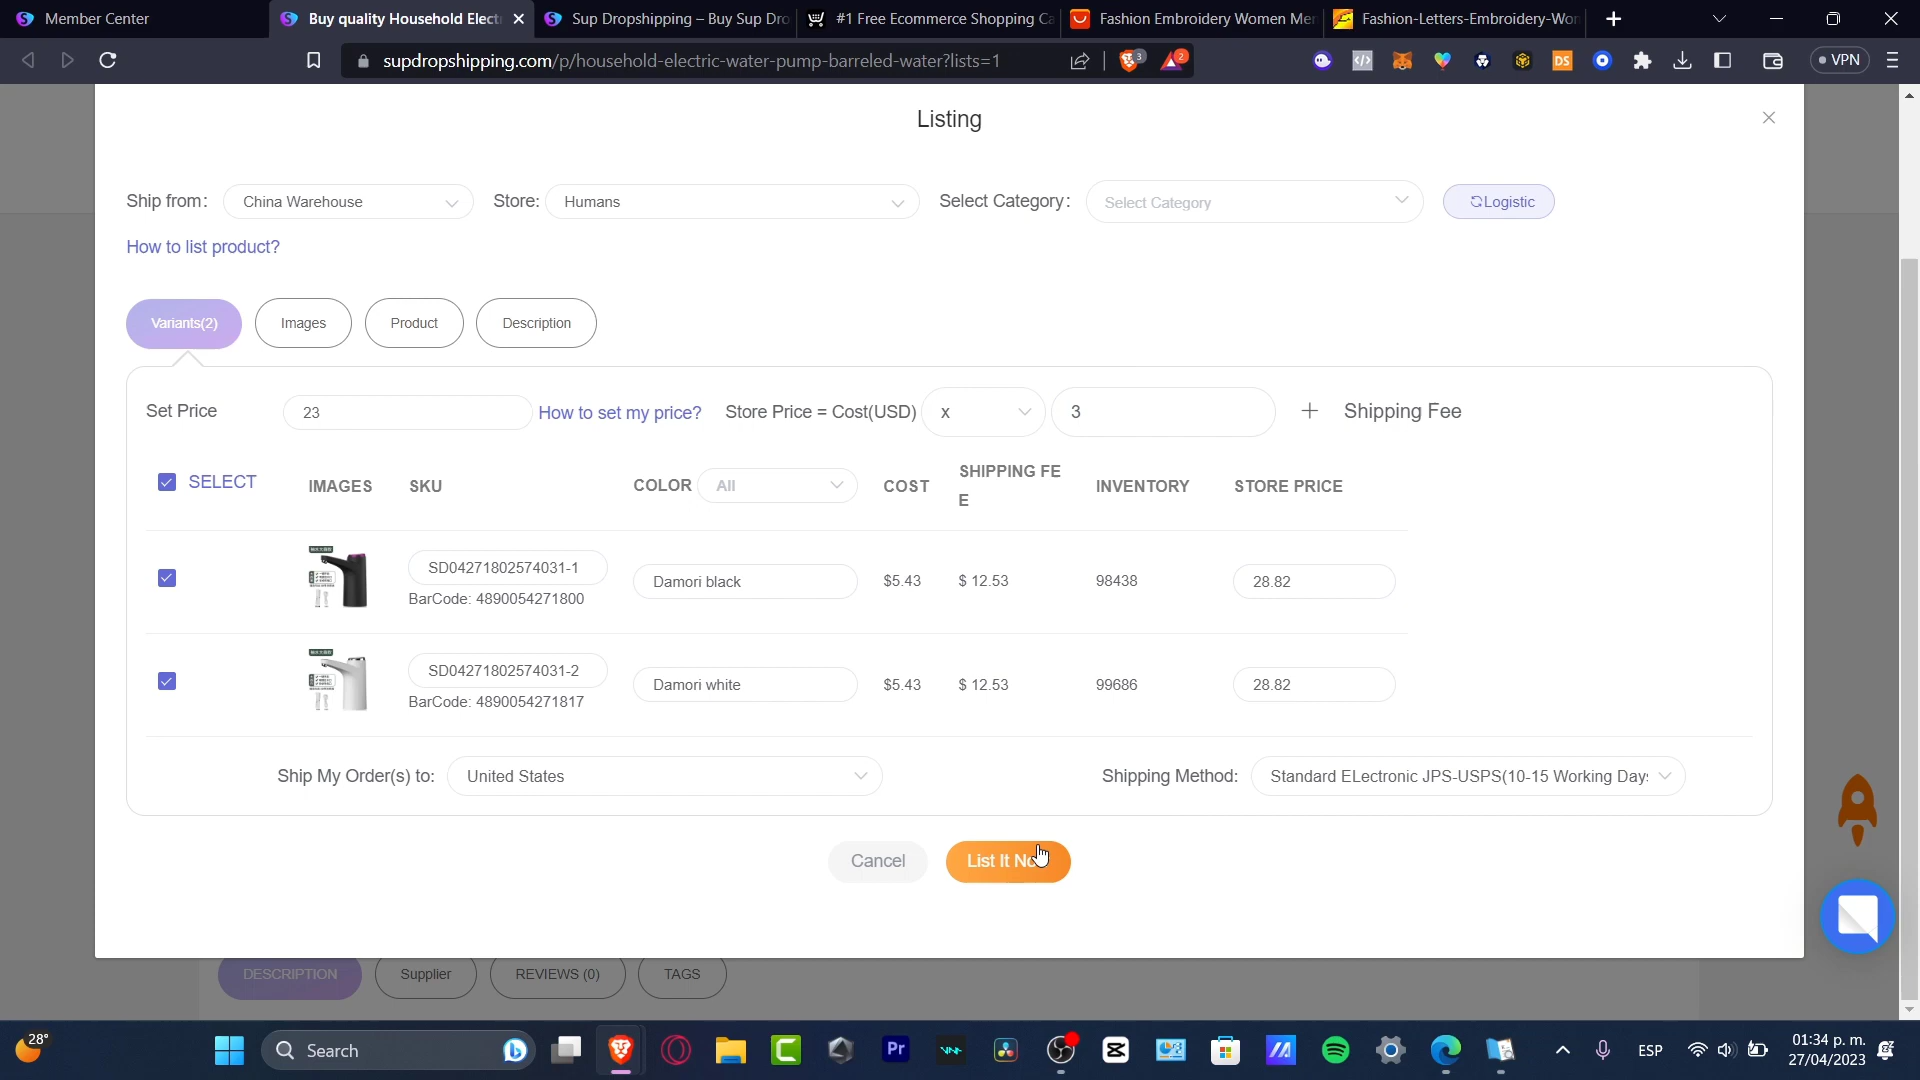 Member Center
Buy quality Household Elect
Sup Dropshipping – Buy Sup Dro
#1 Free Ecommerce Shopping Ca
Fashion Embroidery Women Men
Fashion-Letters-Embroidery-Wom
supdropshipping.com/p/household-electric-water-pump-barreled-water?lists=1
3
2
DS
VPN
Listing
Ship from: China Warehouse Store: Humans Select Category: Select Category Logistic
How to list product?
Variants(2) Images Product Description
Set Price 23 How to set my price? Store Price = Cost(USD) x 3 + Shipping Fee
SELECT IMAGES SKU COLOR All COST SHIPPING FE
E
INVENTORY STORE PRICE
SD04271802574031-1
BarCode: 4890054271800
Damori black $5.43 $ 12.53 98438 28.82
SD04271802574031-2
BarCode: 4890054271817
Damori white $5.43 $ 12.53 99686 28.82
Ship My Order(s) to: United States Shipping Method: Standard ELectronic JPS-USPS(10-15 Working Day
Cancel List It No
DESCRIPTION Supplier REVIEWS (0) TAGS
28°
Search
Pr
ESP
01:34 p. m.
27/04/2023